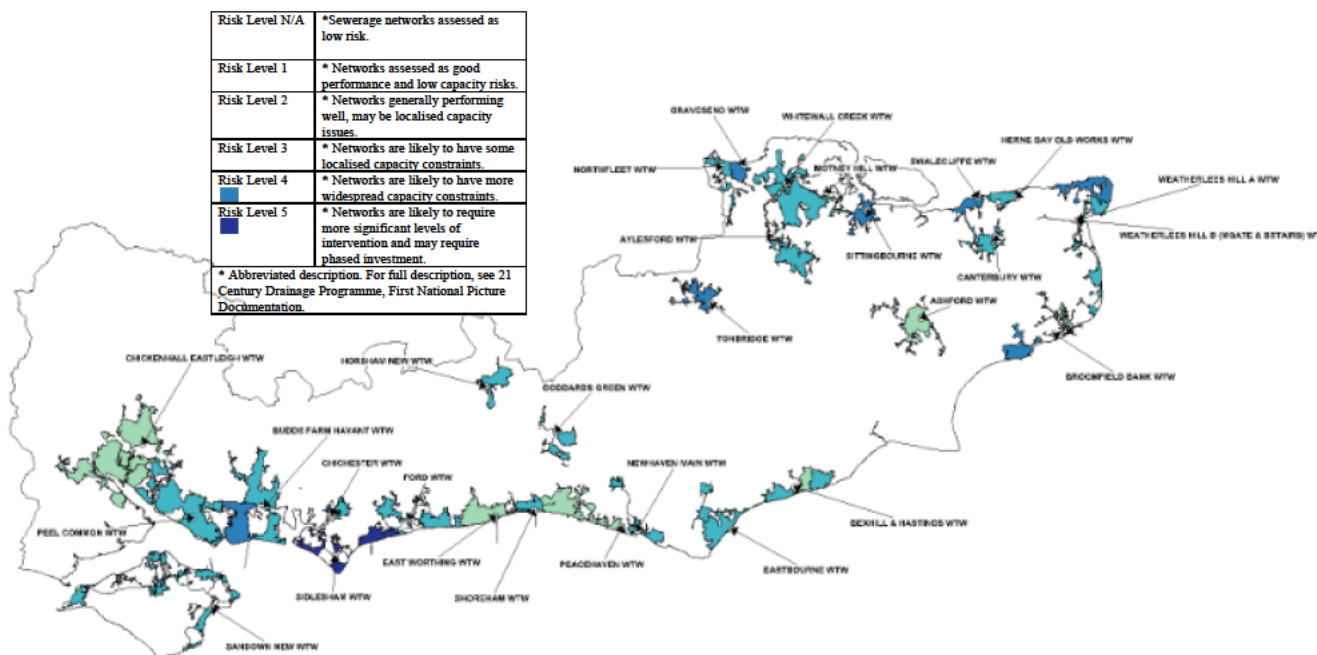 Risk Level N/A
*Sewerage networks assessed as
low risk.
Risk Level 1
* Networks assessed as good
performance and low capacity risks.
Risk Level 2
* Networks generally performing
well, may be localised capacity
issues.
Risk Level 3
* Networks are likely to have some
localised capacity constraints.
Risk Level 4
* Networks are likely to have more
widespread capacity constraints.
Risk Level 5
* Networks are likely to require
more significant levels of
intervention and may require
phased investment.
* Abbreviated description. For full description, see 21
Century Drainage Programme, First National Picture
Documentation.
GRAVESEND WTW
WHITEWALL CREEK WTW
HERNE BAY OLD WORKS WTW
NORTHFLEET WTW
MOTNEY HILL WTW
SWALECLIFFE WTW
WEATHERLEES HILL A WTW
AYLESFORD WTW
WEATHERLEES HILL B (MGATE & BSTAIRS) WT
SITTINGBOURNE WTW
CANTERBURY WTW
ASHFORD WTW
TONBRIDGE WTW
CHICKENHALL EASTLEIGH WTW
HORSHAM NEW WTW
BROOMFIELD BANK WTW
GODDARDS GREEN WTW
BUDDS FARM HAVANT WTW
CHICHESTER WTW
NEWHAVEN MAIN WTW
FORD WTW
BEXHILL & HASTINGS WTW
PEEL COMMON WTW
EAST WORTHING WTW
PEACEHAVEN WTW
EASTBOURNE WTW
SIDLESHAM WTW
SHOREHAM WTW
SANDOWN NEW WTW